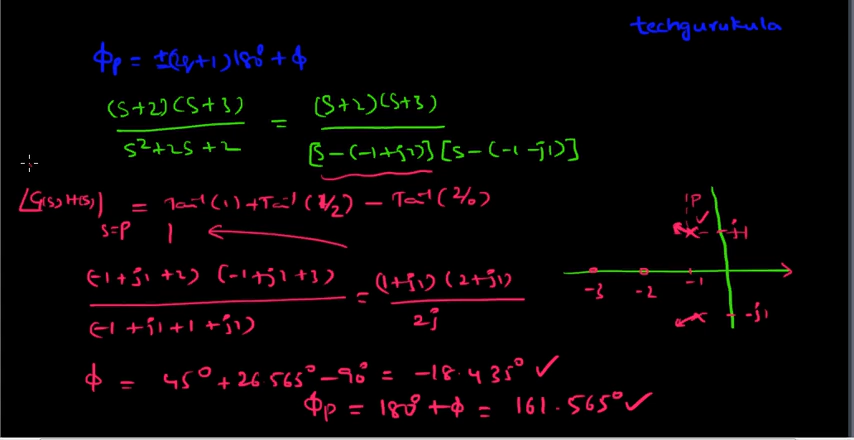 techgurukula
ϕp = ±(2q+1)180° + ϕ
(s+2)(s+3) / s²+2s+2 = (s+2)(s+3) / [s-(-1+j1)] [s-(-1-j1)]
∠G(s)H(s)|s=p = Tan⁻¹(1) + Tan⁻¹(1/2) - Tan⁻¹(2/0)
(-1+j1+2) (-1+j1+3) / (-1+j1+1+j1) = (1+j1) (2+j1) / 2j
ϕ = 45° + 26.565° - 90° = -18.435° ✓
ϕp = 180° + ϕ = 161.565° ✓
P
j1
-3 -2 -1
-j1